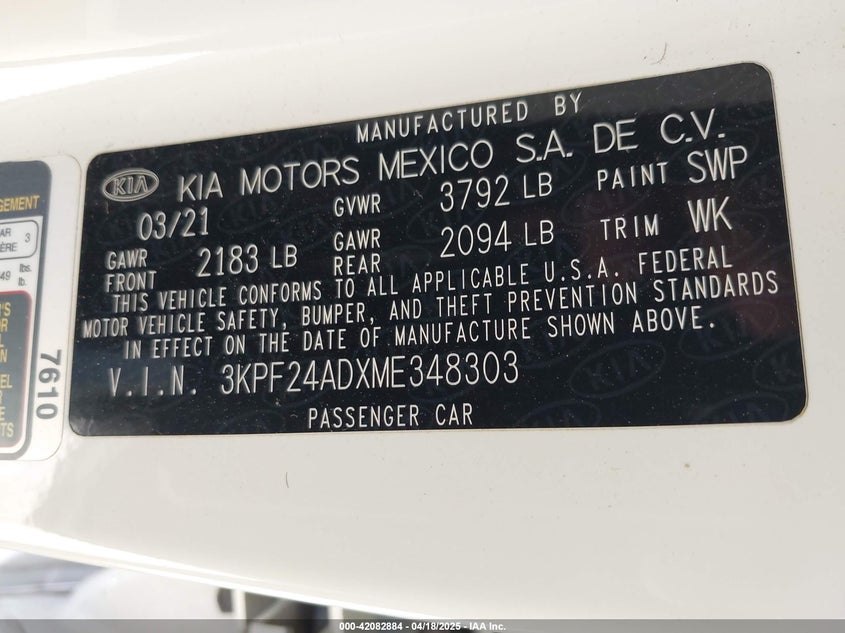 MANUFACTURED BY
KIA KIA MOTORS MEXICO S.A. DE C.V.
03/21 GVWR 3792 LB PAINT SWP
GAWR FRONT 2183 LB GAWR REAR 2094 LB TRIM WK
THIS VEHICLE CONFORMS TO ALL APPLICABLE U.S.A. FEDERAL
MOTOR VEHICLE SAFETY, BUMPER, AND THEFT PREVENTION STANDARDS
IN EFFECT ON THE DATE OF MANUFACTURE SHOWN ABOVE.
V.I.N. 3KPF24ADXME348303
PASSENGER CAR
7610
3
lbs.
kg
000-42082884 - 04/18/2025 - IAA Inc.